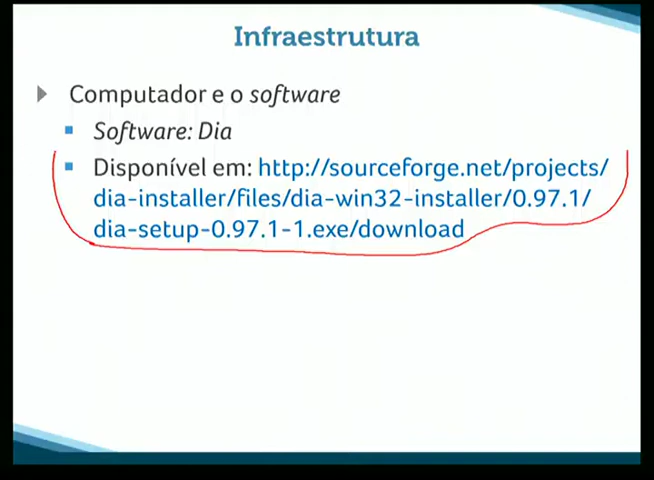 Infraestrutura
Computador e o software
Software: Dia
Disponível em: http://sourceforge.net/projects/
dia-installer/files/dia-win32-installer/0.97.1/
dia-setup-0.97.1-1.exe/download